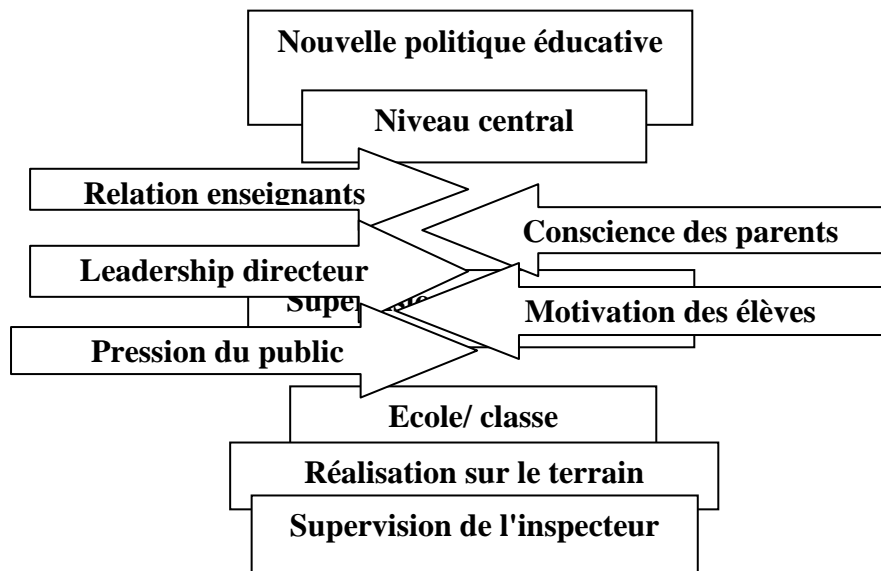 Nouvelle politique éducative
Niveau central
Relation enseignants
Conscience des parents
Leadership directeur
Motivation des élèves
Pression du public
Ecole/ classe
Réalisation sur le terrain
Supervision de l'inspecteur